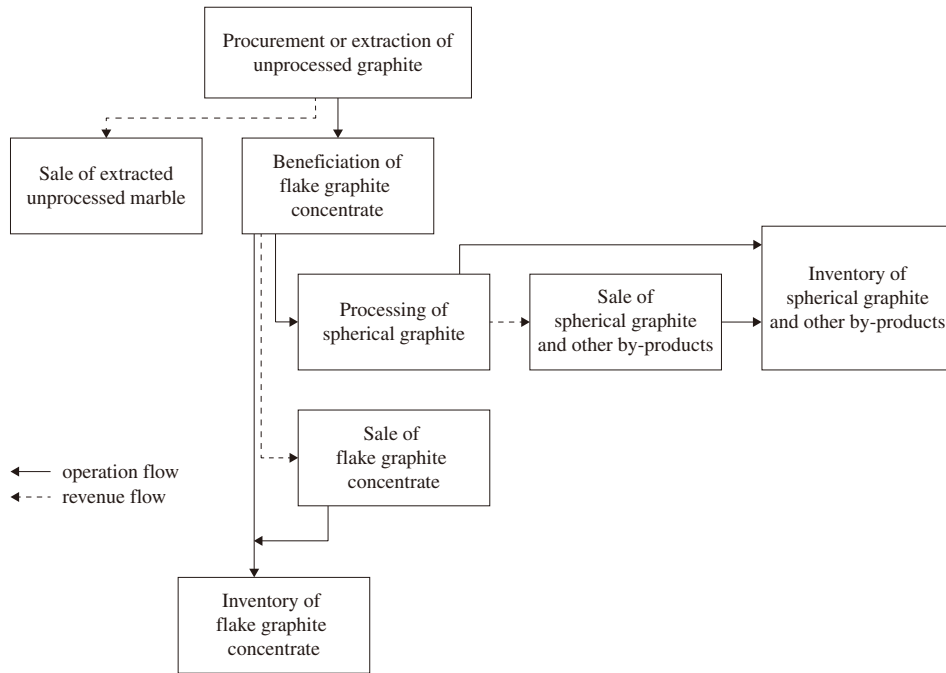 Procurement or extraction of
unprocessed graphite
Sale of extracted
unprocessed marble
Beneficiation of
flake graphite
concentrate
Processing of
spherical graphite
Sale of
spherical graphite
and other by-products
Inventory of
spherical graphite
and other by-products
Sale of
flake graphite
concentrate
operation flow
revenue flow
Inventory of
flake graphite
concentrate